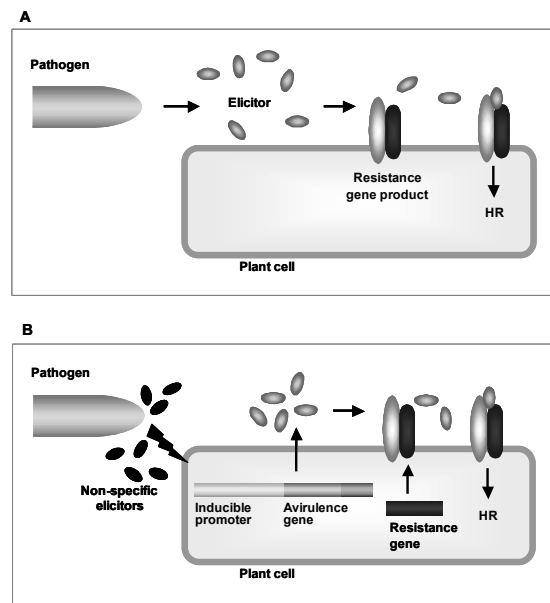 A
Pathogen
Elicitor
Resistance
gene product
HR
Plant cell
B
Pathogen
Non-specific
elicitors
Inducible
promoter
Avirulence
gene
Resistance
gene
HR
Plant cell